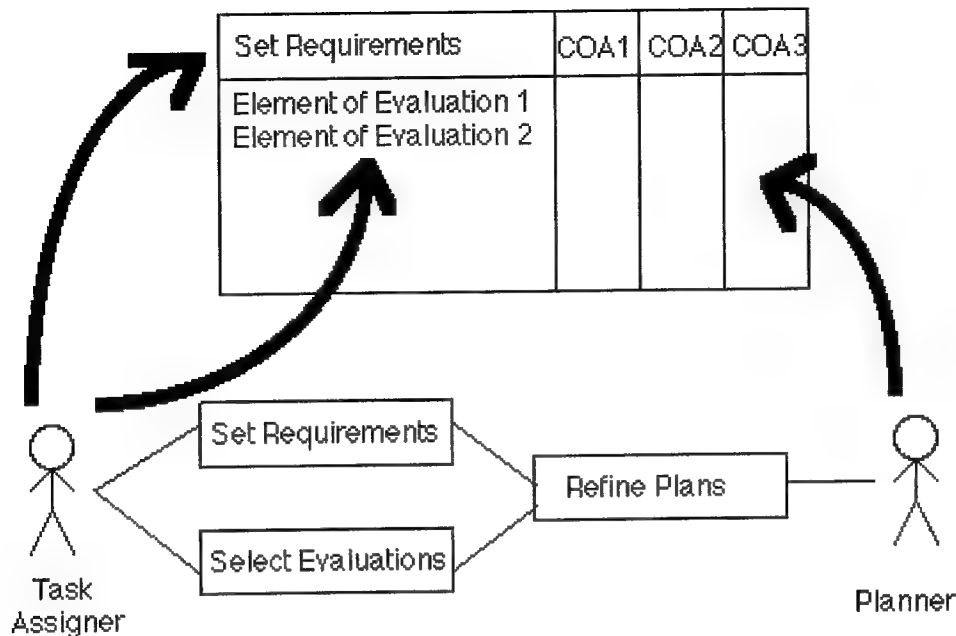 Set Requirements COA1 COA2 COA3
Element of Evaluation 1
Element of Evaluation 2
Set Requirements
Refine Plans
Select Evaluations
Task
Assigner
Planner